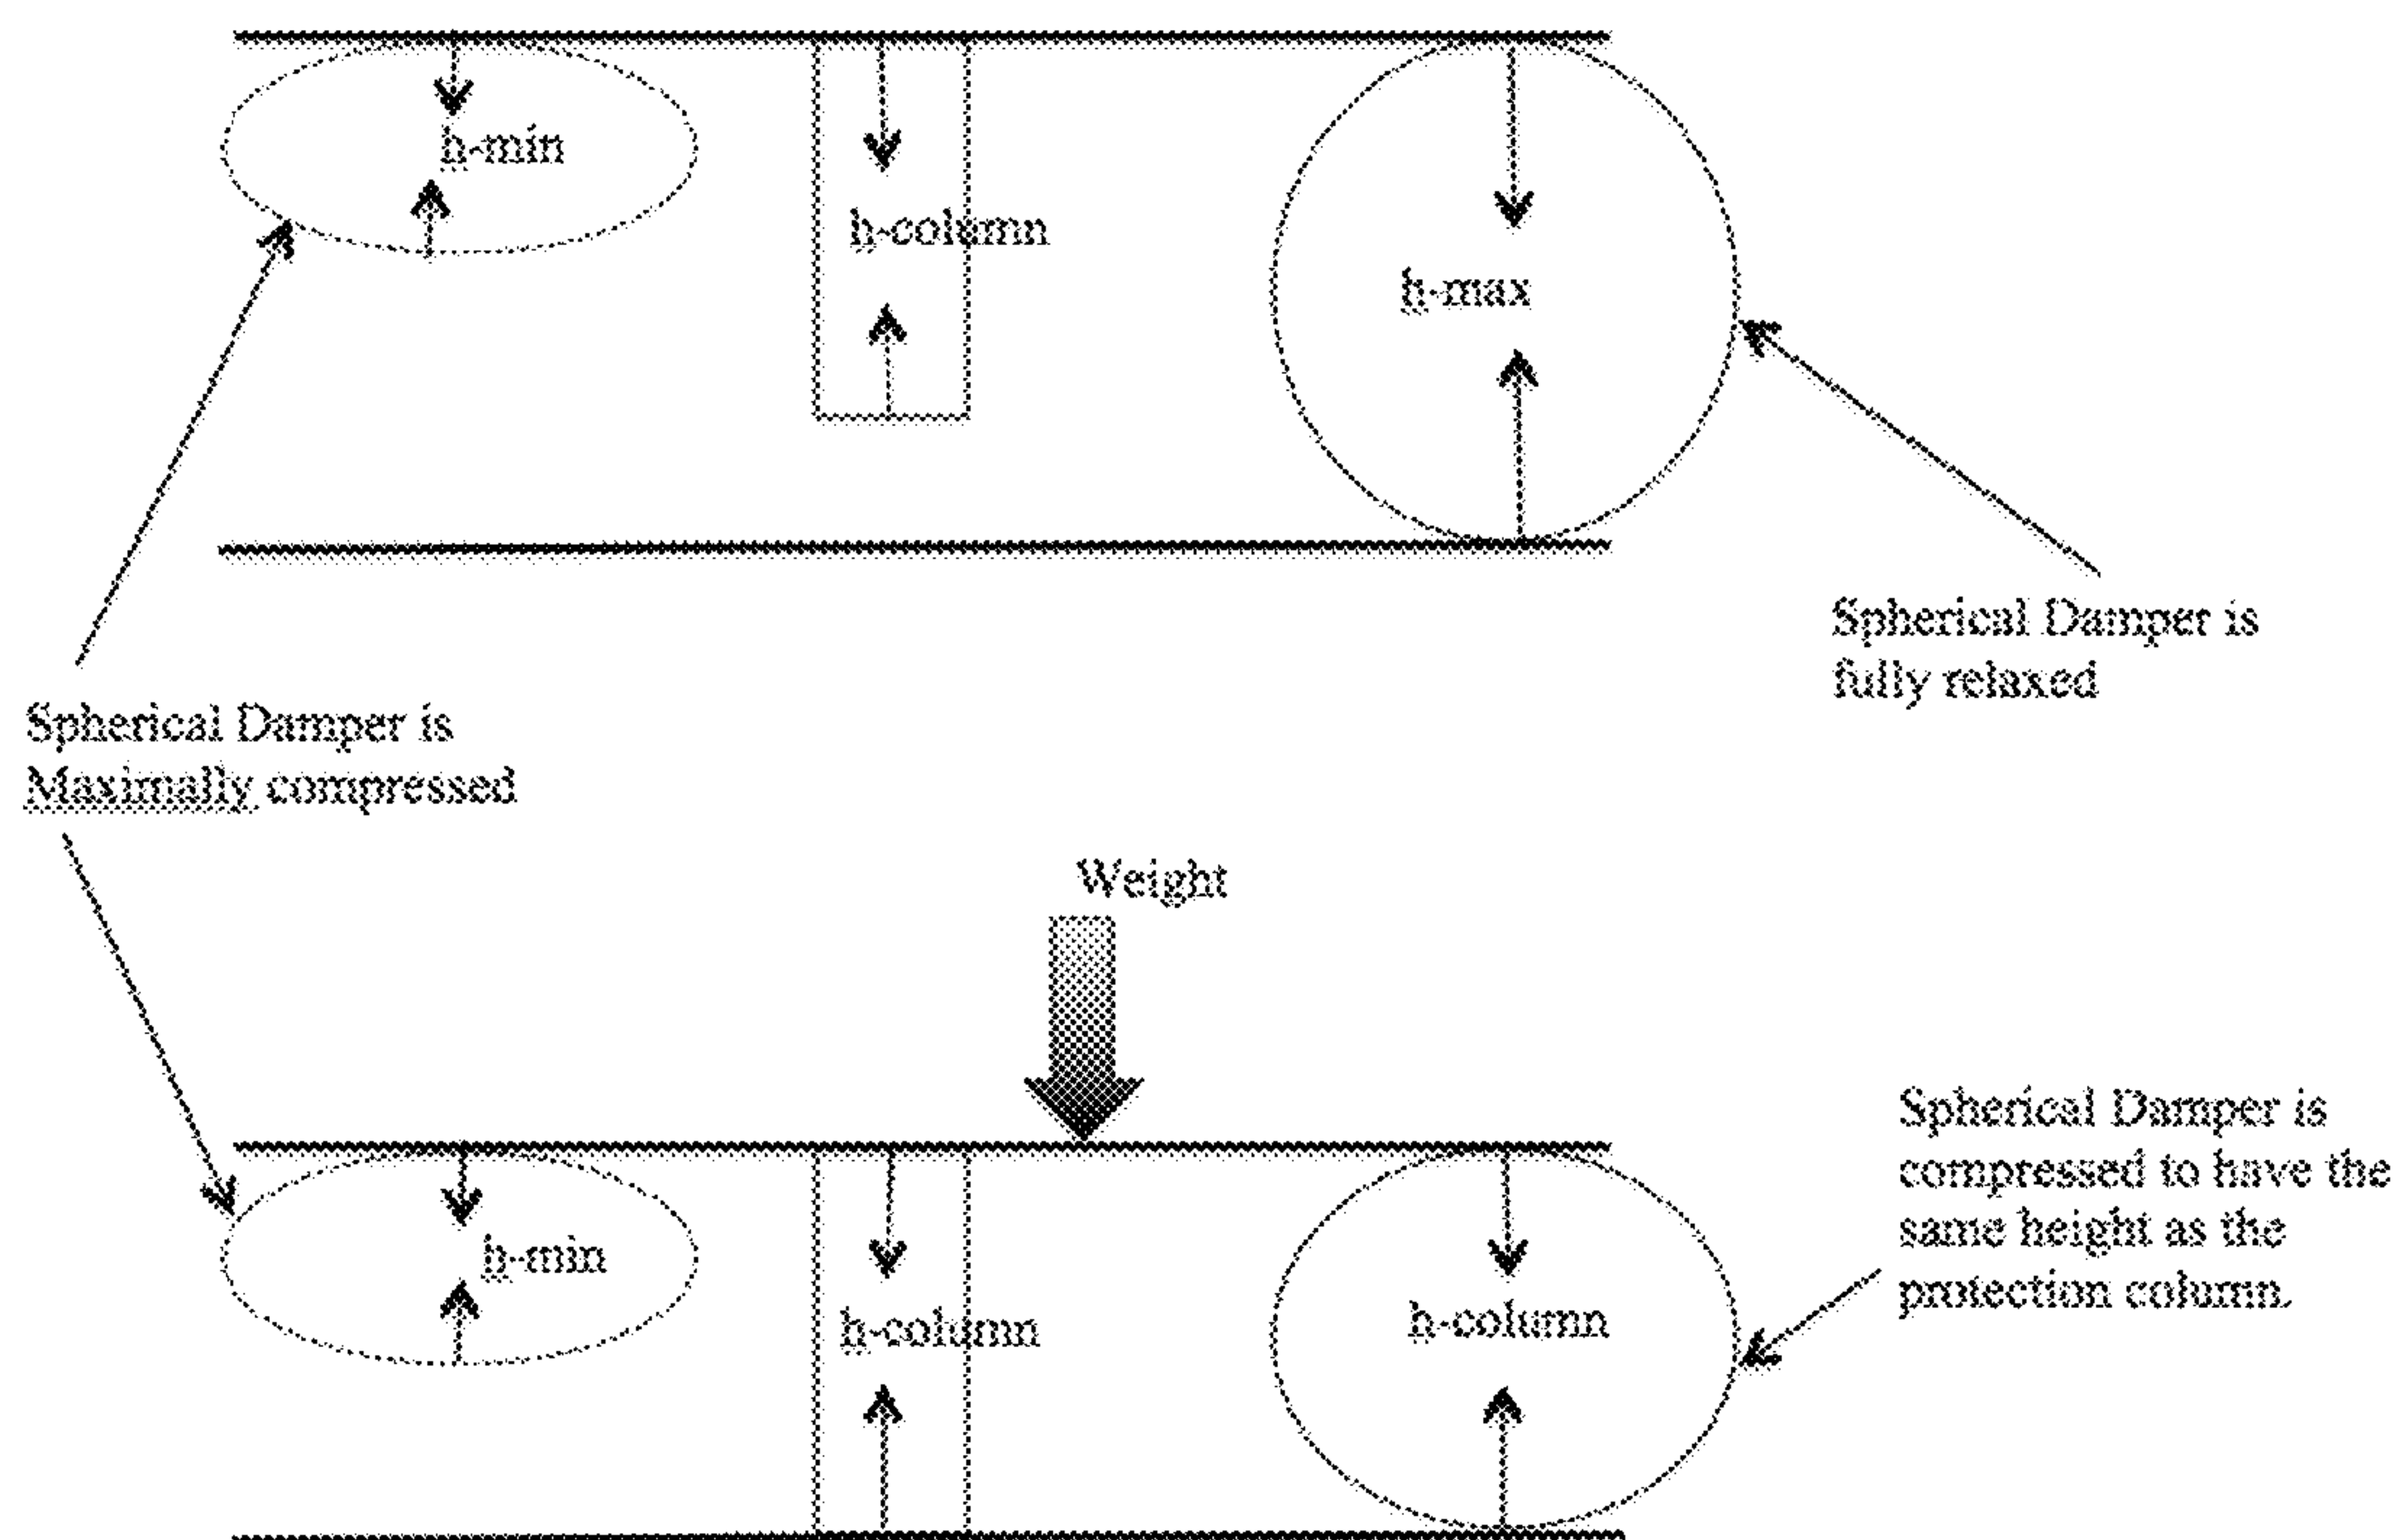 h-min
h-column
h-max
Spherical Damper is
fully relaxed
Spherical Damper is
Maximally compressed
Weight
Spherical Damper is
compressed to have the
same height as the
protection column.
h-min
h-column
h-column